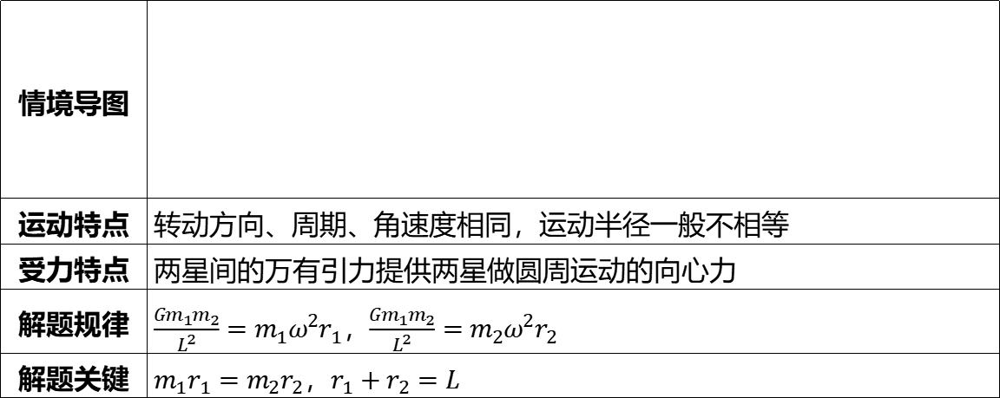 情境导图
运动特点 转动方向、周期、角速度相同，运动半径一般不相等
受力特点 两星间的万有引力提供两星做圆周运动的向心力
解题规律 $\frac{Gm_1m_2}{L^2}=m_1\omega^2r_1$，$\frac{Gm_1m_2}{L^2}=m_2\omega^2r_2$
解题关键 $m_1r_1=m_2r_2$，$r_1+r_2=L$